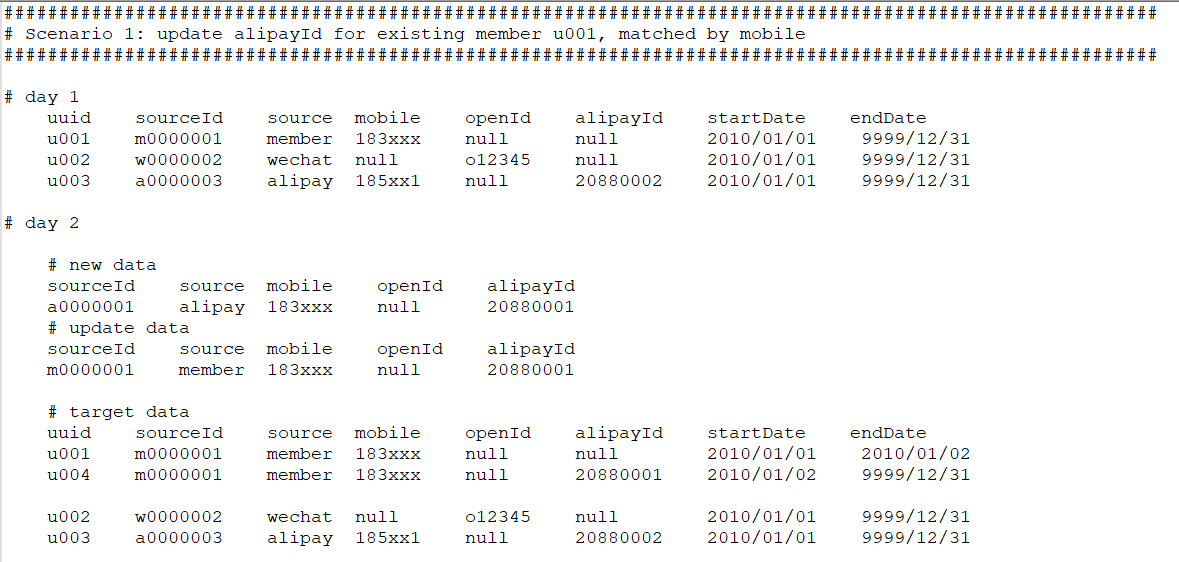 #########################################################################################################
# Scenario 1: update alipayId for existing member u001, matched by mobile
#########################################################################################################
# day 1
uuid sourceId source mobile openId alipayId startDate endDate
u001 m0000001 member 183xxx null null 2010/01/01 9999/12/31
u002 w0000002 wechat null o12345 null 2010/01/01 9999/12/31
u003 a0000003 alipay 185xx1 null 20880002 2010/01/01 9999/12/31
# day 2
# new data
sourceId source mobile openId alipayId
a0000001 alipay 183xxx null 20880001
# update data
sourceId source mobile openId alipayId
m0000001 member 183xxx null 20880001
# target data
uuid sourceId source mobile openId alipayId startDate endDate
u001 m0000001 member 183xxx null null 2010/01/01 2010/01/02
u004 m0000001 member 183xxx null 20880001 2010/01/02 9999/12/31
u002 w0000002 wechat null o12345 null 2010/01/01 9999/12/31
u003 a0000003 alipay 185xx1 null 20880002 2010/01/01 9999/12/31